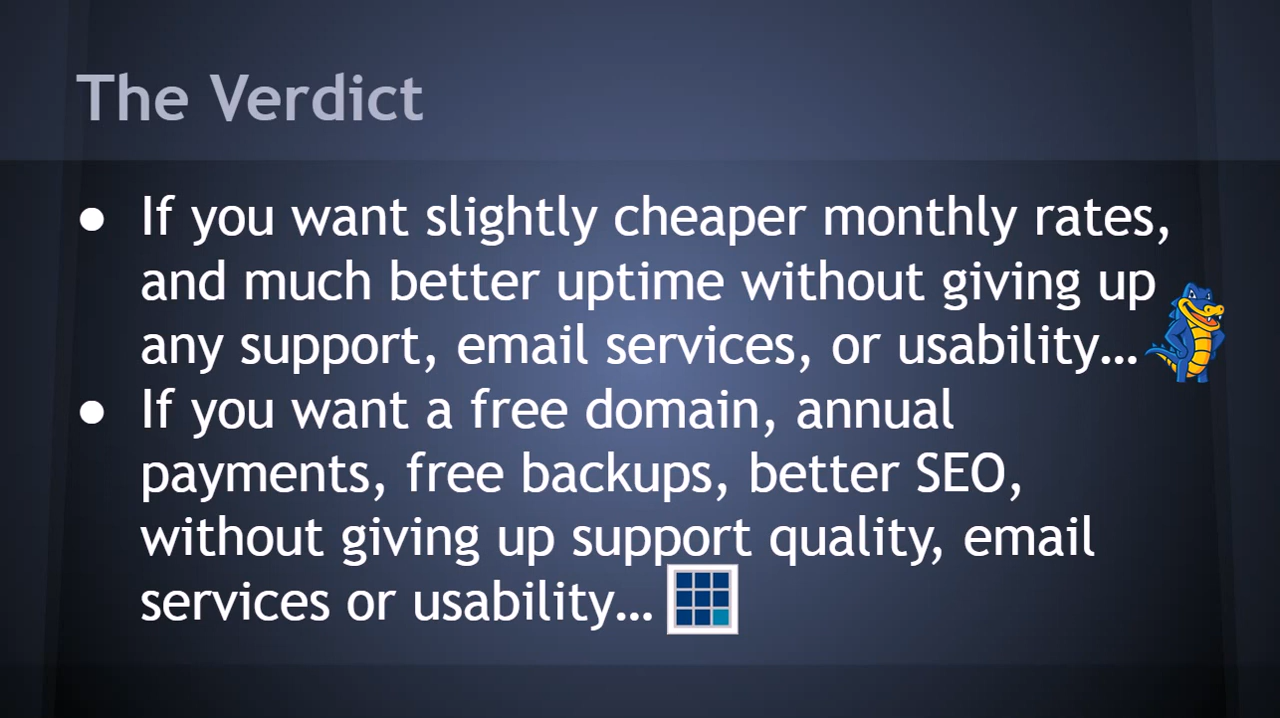 The Verdict
● If you want slightly cheaper monthly rates,
and much better uptime without giving up
any support, email services, or usability…
● If you want a free domain, annual
payments, free backups, better SEO,
without giving up support quality, email
services or usability…